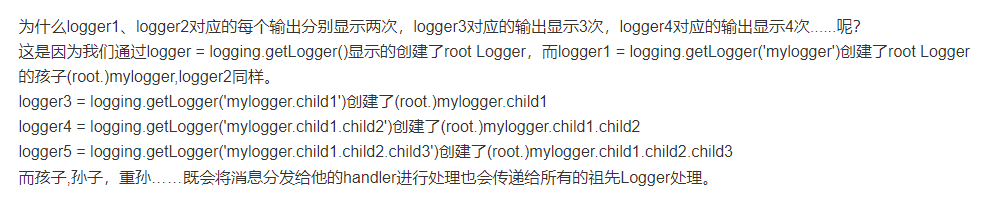 为什么logger1、logger2对应的每个输出分别显示两次，logger3对应的输出显示3次，logger4对应的输出显示4次......呢？
这是因为我们通过logger = logging.getLogger()显示的创建了root Logger，而logger1 = logging.getLogger('mylogger')创建了root Logger
的孩子(root.)mylogger,logger2同样。
logger3 = logging.getLogger('mylogger.child1')创建了(root.)mylogger.child1
logger4 = logging.getLogger('mylogger.child1.child2')创建了(root.)mylogger.child1.child2
logger5 = logging.getLogger('mylogger.child1.child2.child3')创建了(root.)mylogger.child1.child2.child3
而孩子,孙子，重孙……既会将消息分发给他的handler进行处理也会传递给所有的祖先Logger处理。